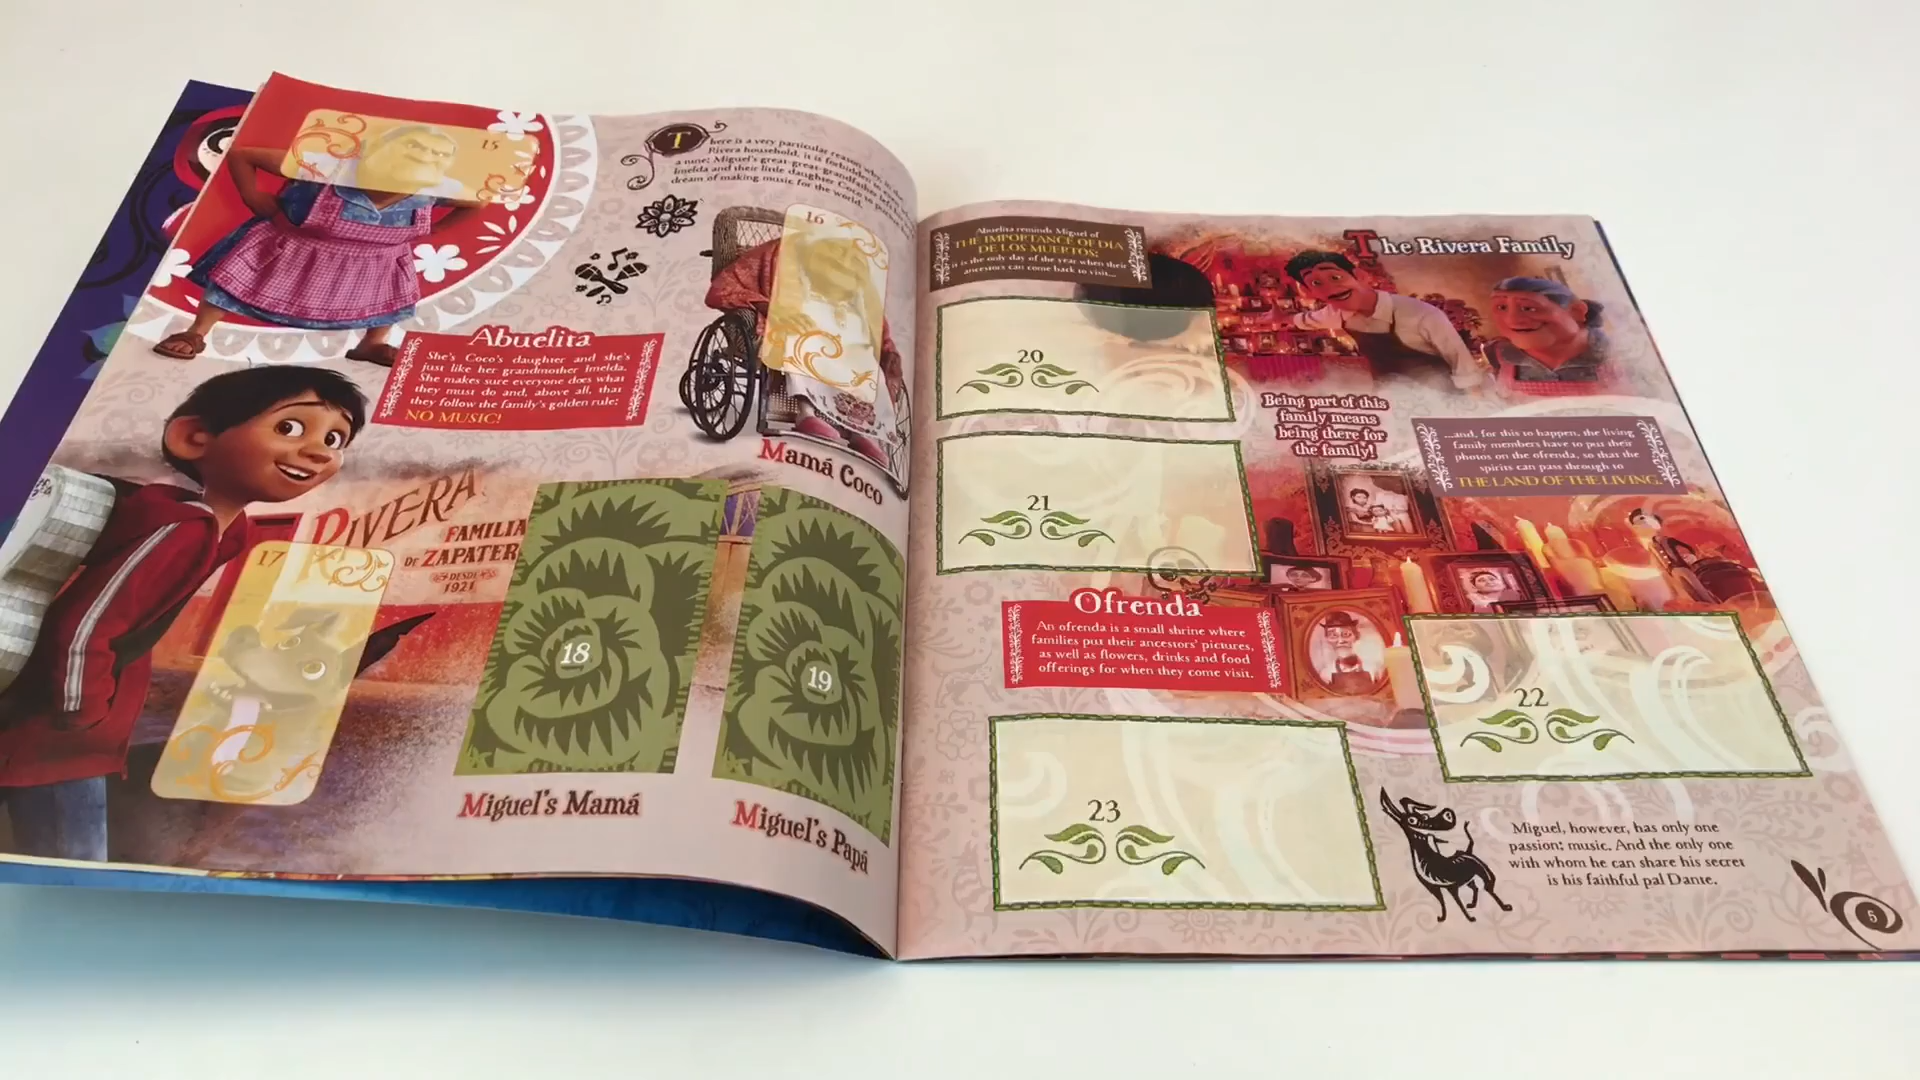 15
There is a very particular reason why, in the
Rivera household, it is forbidden to
a tune: Miguel's great-great-grandfather left his
Imelda and their little daughter Coco to pursue
dream of making music for the world.
16
Abuelita
She's Coco's daughter and she's
just like her grandmother Imelda.
She makes sure everyone does what
they must do and, above all, that
they follow the family's golden rule:
NO MUSIC!
Mamá Coco
RIVERA
FAMILIA
DE ZAPATER
DESDE
1921
17
18
19
Miguel's Mamá
Miguel's Papá
Abuelita reminds Miguel of
THE IMPORTANCE OF DIA
DE LOS MUERTOS:
it is the only day of the year when their
ancestors can come back to visit...
The Rivera Family
20
Being part of this
family means
being there for
the family!
...and, for this to happen, the living
family members have to put their
photos on the ofrenda, so that the
spirits can pass through to
THE LAND OF THE LIVING.
21
Ofrenda
An ofrenda is a small shrine where
families put their ancestors' pictures,
as well as flowers, drinks and food
offerings for when they come visit.
22
23
Miguel, however, has only one
passion: music. And the only one
with whom he can share his secret
is his faithful pal Dante.
5